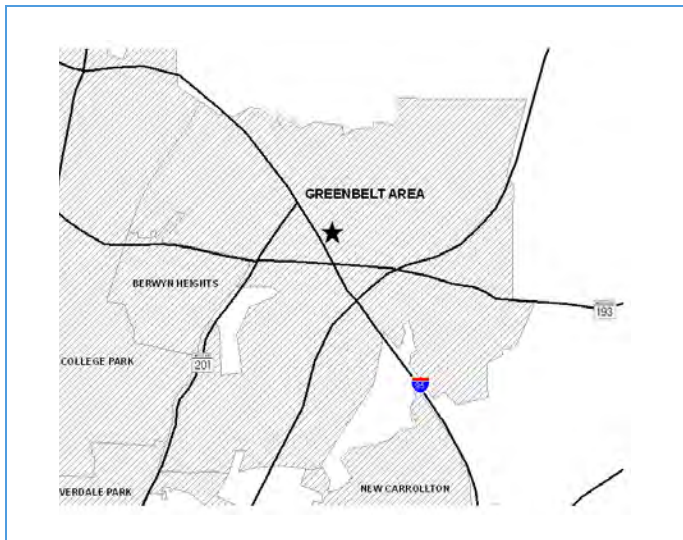 GREENBELT AREA
BERWYN HEIGHTS
193
COLLEGE PARK
201
VERDALE PARK
NEW CARROLLTON